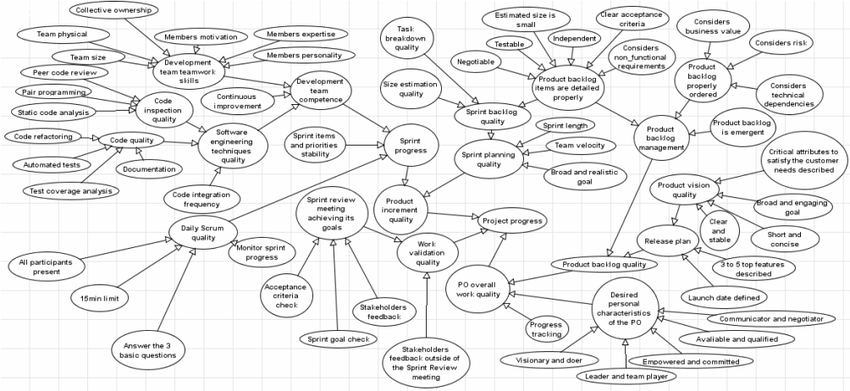 Collective ownership
Team physical
Members motivation
Members expertise
Team size
Development
team teamwork
skills
Members personality
Peer code review
Pair programming
Static code analysis
Code
inspection
quality
Continuous
improvement
Development
team
competence
Code refactoring
Code quality
Automated tests
Documentation
Test coverage analysis
Software
engineering
techniques
quality
Code integration
frequency
Sprint items
and priorities
stability
Task
breakdown
quality
Size estimation
quality
Sprint
progress
Estimated size is
small
Clear acceptance
criteria
Testable
Independent
Negotiable
Considers
non_functional
requirements
Product backlog
items are detailed
properly
Sprint backlog
quality
Sprint length
Team velocity
Sprint planning
quality
Broad and realistic
goal
Considers
business value
Considers risk
Product
backlog
properly
ordered
Considers
technical
dependencies
Product
backlog
management
Product backlog
is emergent
Critical attributes to
satisfy the customer
needs described
Product vision
quality
Broad and engaging
goal
Clear
and
stable
Short and
concise
Release plan
3 to 5 top features
described
Launch date defined
Product backlog quality
Daily Scrum
quality
All participants
present
15min limit
Answer the 3
basic questions
Monitor sprint
progress
Sprint review
meeting
achieving its
goals
Acceptance
criteria
check
Sprint goal check
Stakeholders
feedback
Product
increment
quality
Project progress
Work
validation
quality
Stakeholders
feedback outside of
the Sprint Review
meeting
PO overall
work quality
Progress
tracking
Desired
personal
characteristics
of the PO
Communicator and negotiator
Avaliable and qualified
Empowered and committed
Leader and team player
Visionary and doer